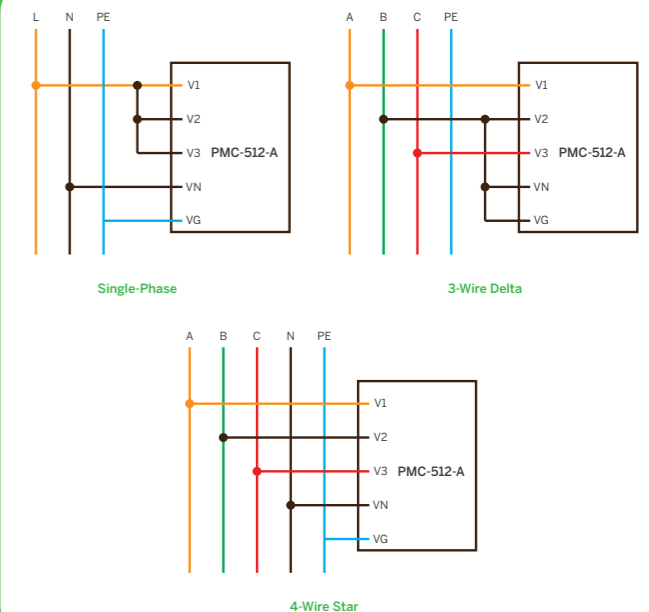 L N PE
V1
V2
V3 PMC-512-A
VN
VG
Single-Phase
A B C PE
V1
V2
V3 PMC-512-A
VN
VG
3-Wire Delta
A B C N PE
V1
V2
V3 PMC-512-A
VN
VG
4-Wire Star